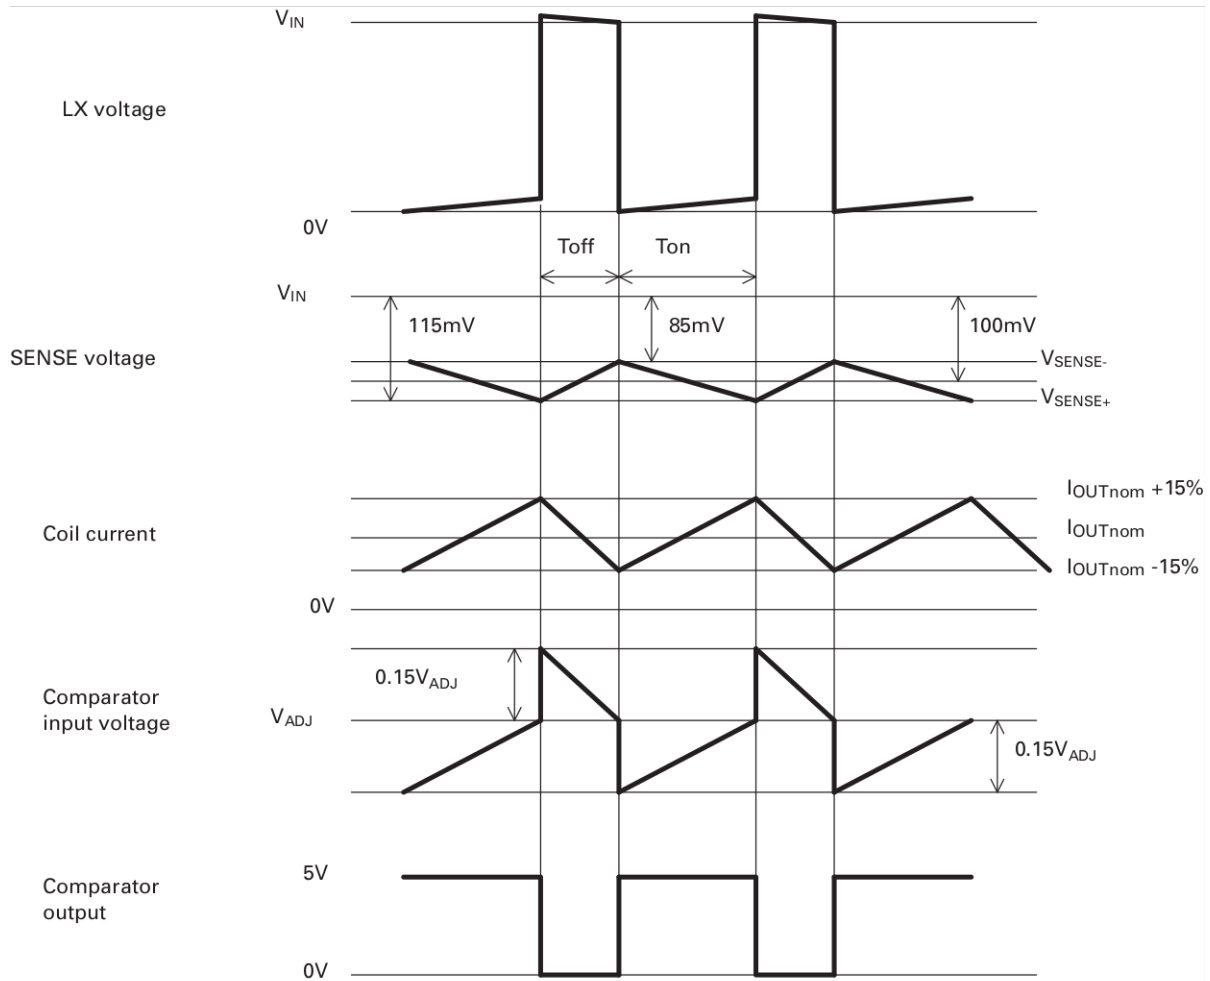 VIN
LX voltage
0V
Toff
Ton
VIN
115mV
85mV
100mV
SENSE voltage
VSENSE-
VSENSE+
IOUTnom +15%
Coil current
IOUTnom
IOUTnom -15%
0V
0.15VADJ
Comparator
input voltage
VADJ
0.15VADJ
5V
Comparator
output
0V